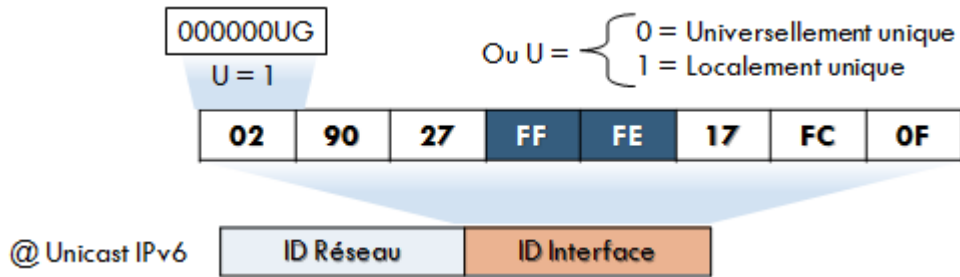 000000UG
U = 1
Ou U =
0 = Universellement unique
1 = Localement unique
02 90 27 FF FE 17 FC 0F
@ Unicast IPv6 ID Réseau ID Interface